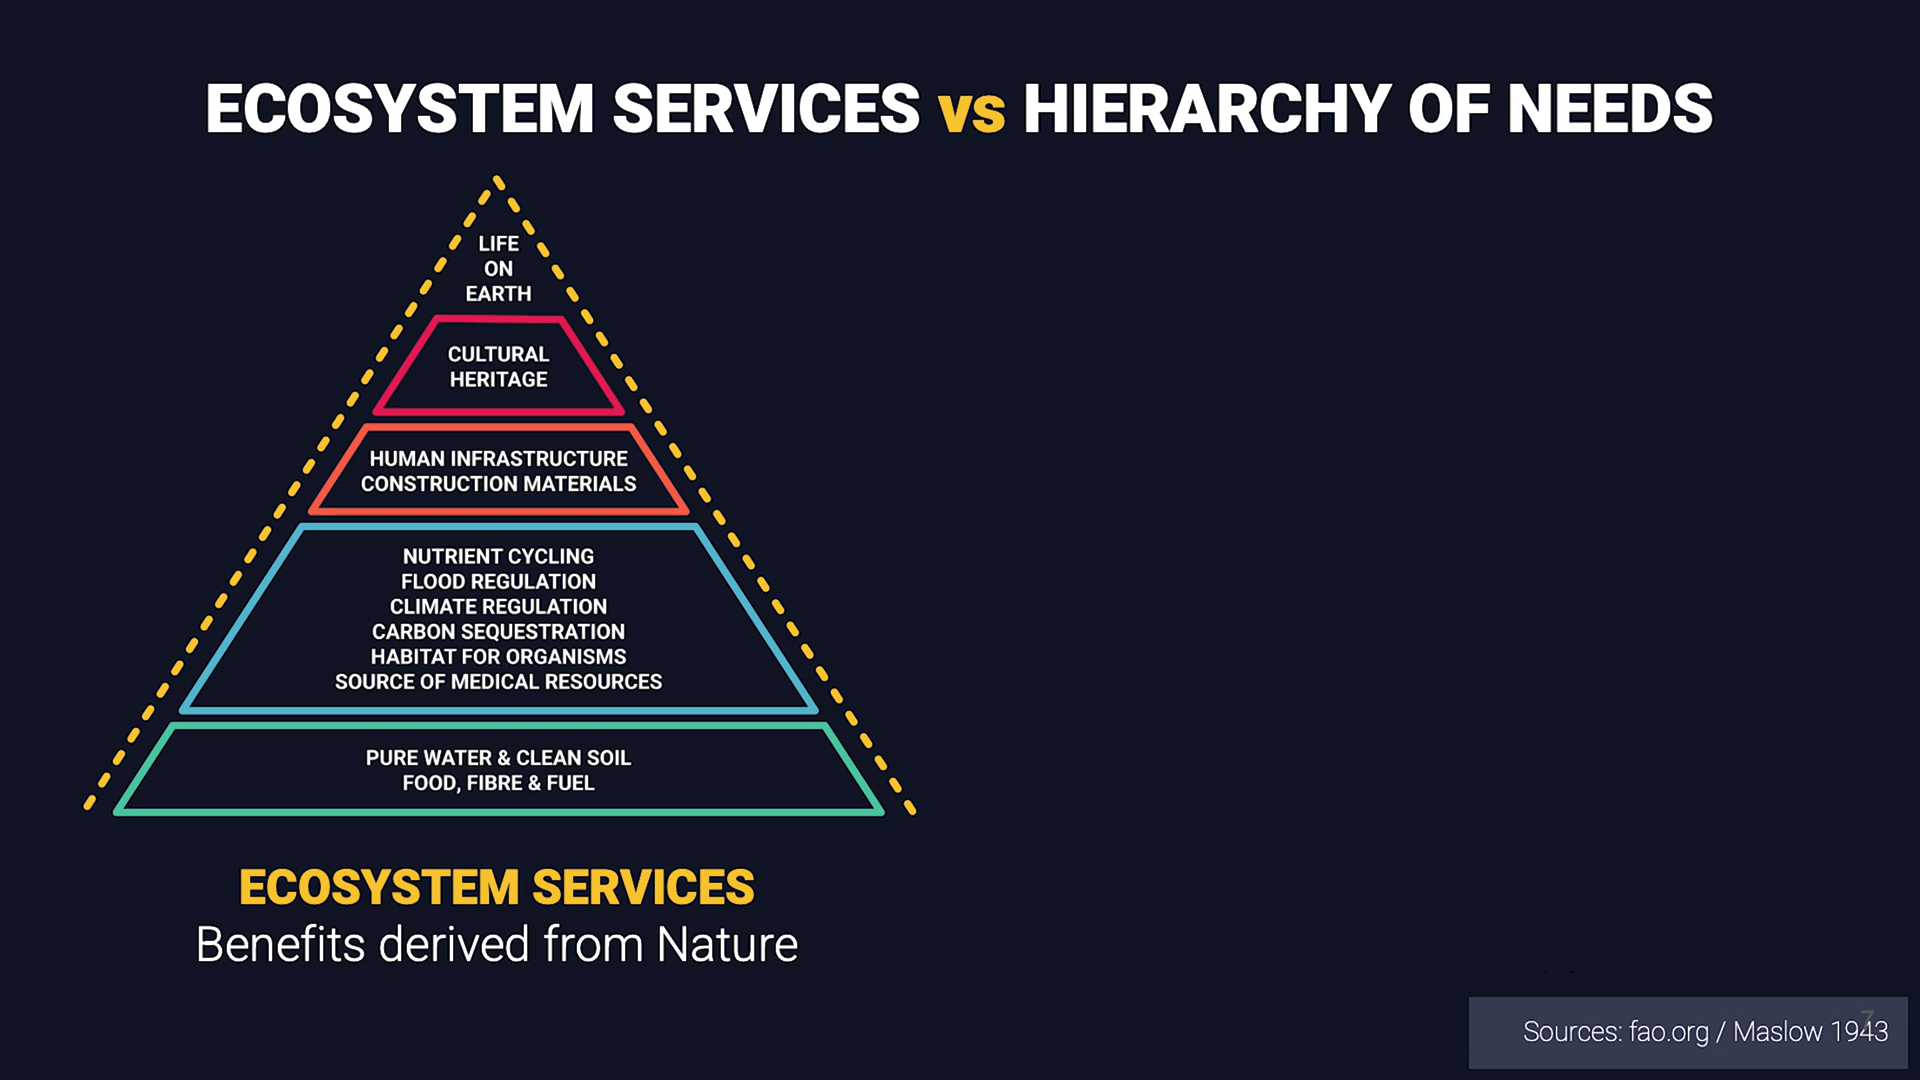 ECOSYSTEM SERVICES vs HIERARCHY OF NEEDS
LIFE
ON
EARTH
CULTURAL
HERITAGE
HUMAN INFRASTRUCTURE
CONSTRUCTION MATERIALS
NUTRIENT CYCLING
FLOOD REGULATION
CLIMATE REGULATION
CARBON SEQUESTRATION
HABITAT FOR ORGANISMS
SOURCE OF MEDICAL RESOURCES
PURE WATER & CLEAN SOIL
FOOD, FIBRE & FUEL
ECOSYSTEM SERVICES
Benefits derived from Nature
7
Sources: fao.org / Maslow 1943